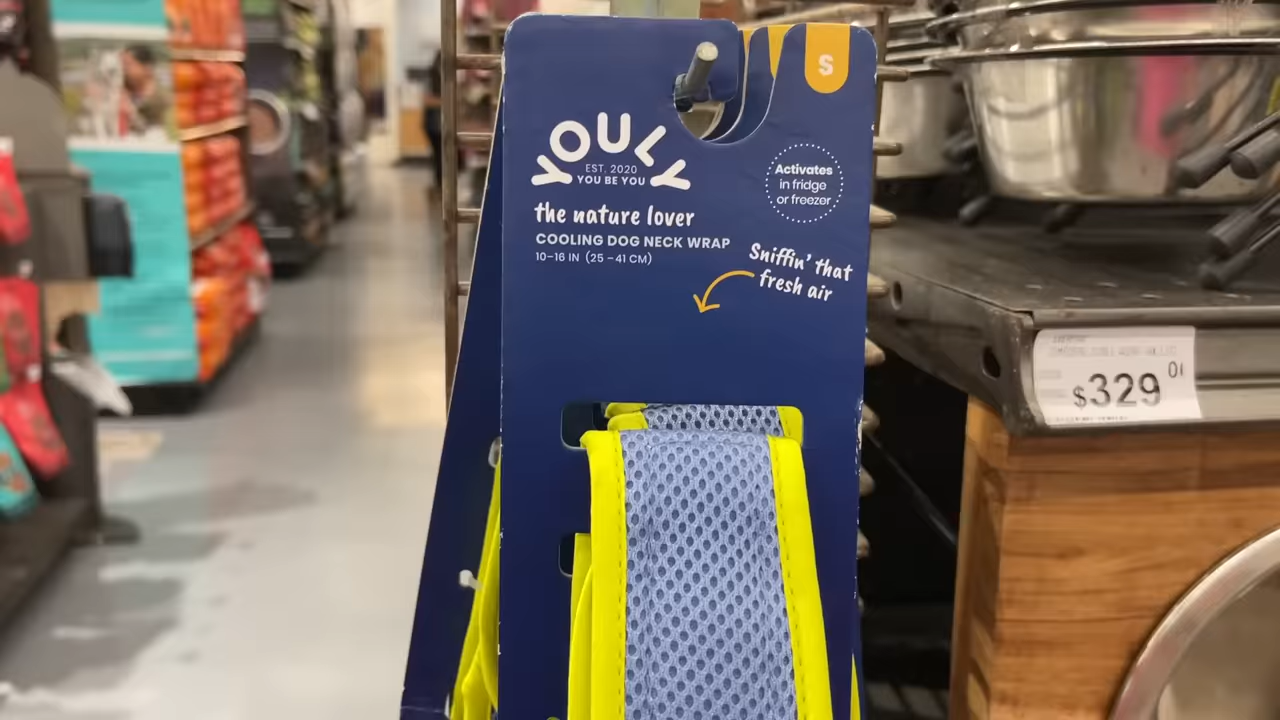 S
YOULY
EST. 2020
YOU BE YOU
the nature lover
COOLING DOG NECK WRAP
10–16 IN (25–41 CM)
Activates
in fridge
or freezer
Sniffin' that
fresh air
$329 01